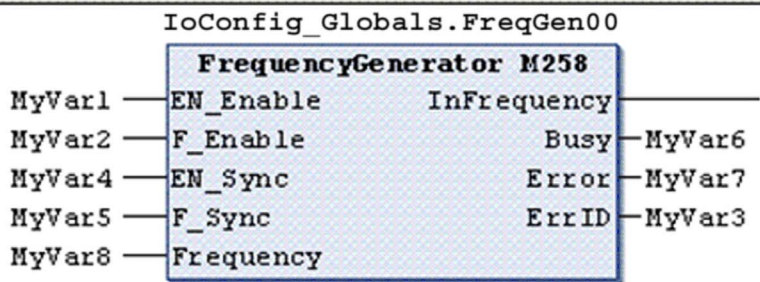 IoConfig_Globals.FreqGen00
FrequencyGenerator M258
MyVar1 EN_Enable InFrequency
MyVar2 F_Enable Busy MyVar6
MyVar4 EN_Sync Error MyVar7
MyVar5 F_Sync ErrID MyVar3
MyVar8 Frequency